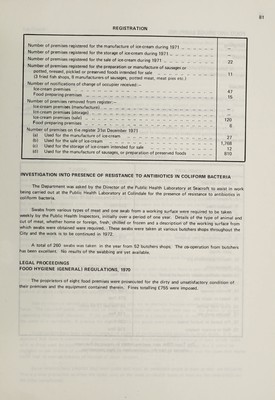 81
REGISTRATION
Number of premises registered for the manufacture of ice-cream during 1971
Number of premises registered for the storage of ice-cream during 1971
Number of premises registered for the sale of ice-cream during 1971 22
Number of premises registered for the preparation or manufacture of sausages or
potted, pressed, pickled or preserved foods intended for sale 11
(3 fried fish shops, 8 manufacturers of sausages, potted meat, meat pies etc.)
Number of notifications of change of occupier received:-
Ice-cream premises 47
Food preparing premises 16
Number of premises removed from register:-
Ice-cream premises (manufacture)
Ice-cream premises (storage)
Ice-cream premises (sale) 120
Food preparing premises
Number of premises on the register 31st December 1971
(a) Used for the manufacture of ice-cream 27
(b) Used for the sale of ice-cream
(c) Used for the storage of ice-cream intended for sale 12
(d) Used for the manufacture of sausages, or preparation of preserved foods
INVESTIGATION INTO PRESENCE OF RESISTANCE TO ANTIBIOTICS IN COLIFORM BACTERIA
The Department was asked by the Director of the Public Health Laboratory at Seacroft to assist in work
being carried out at the Public Health Laboratory at Colindale for the presence of resistance to antibiotics in
coliform bacteria.
Swabs from various types of meat and one swab from a working surface were required to be taken
weekly by the Public Health Inspectors, initially over a period of one year. Details of the type of animal and
cut of meat, whether home or foreign, fresh, chilled or frozen and a description of the working surface from
which swabs were obtained were required. These swabs were taken at various butchers shops throughout the
City and the work is to be continued in 1972.
A total of 260 swabs was taken in the year from 52 butchers shops. The co-operation from butchers
has been excellent. No results of the swabbing are yet available.
LEGAL PROCEEDINGS
FOOD HYGIENE (GENERAL) REGULATIONS, 1970
The proprietors of eight food premises were prosecuted for the dirty and unsatisfactory condition of
their premises and the equipment contained therein. Fines totalling £755 were imposed.